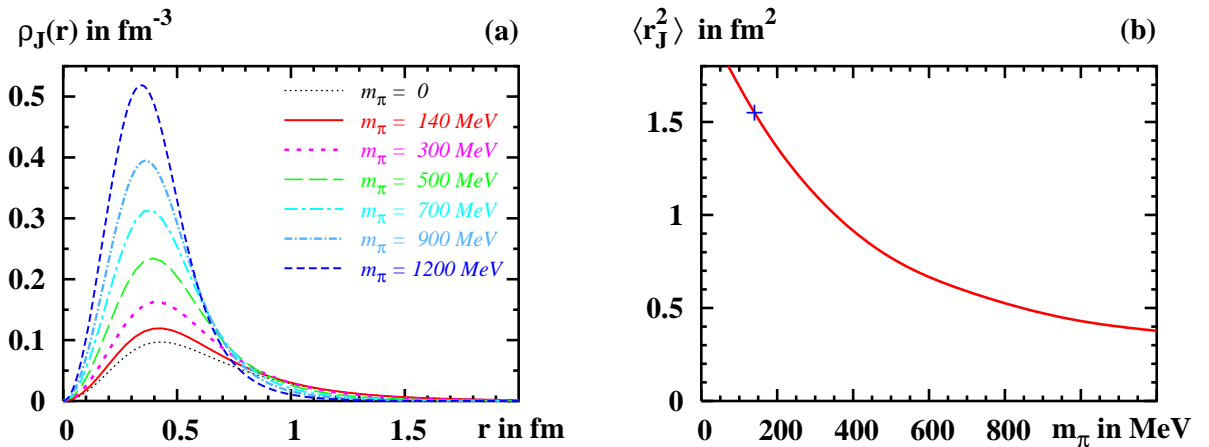 ρJ(r) in fm-3 (a)
0.5
0.4
0.3
0.2
0.1
0
0 0.5 1 1.5 r in fm
mπ = 0
mπ = 140 MeV
mπ = 300 MeV
mπ = 500 MeV
mπ = 700 MeV
mπ = 900 MeV
mπ = 1200 MeV
⟨rJ2⟩ in fm2 (b)
1.5
1
0.5
0
0 200 400 600 800 mπ in MeV